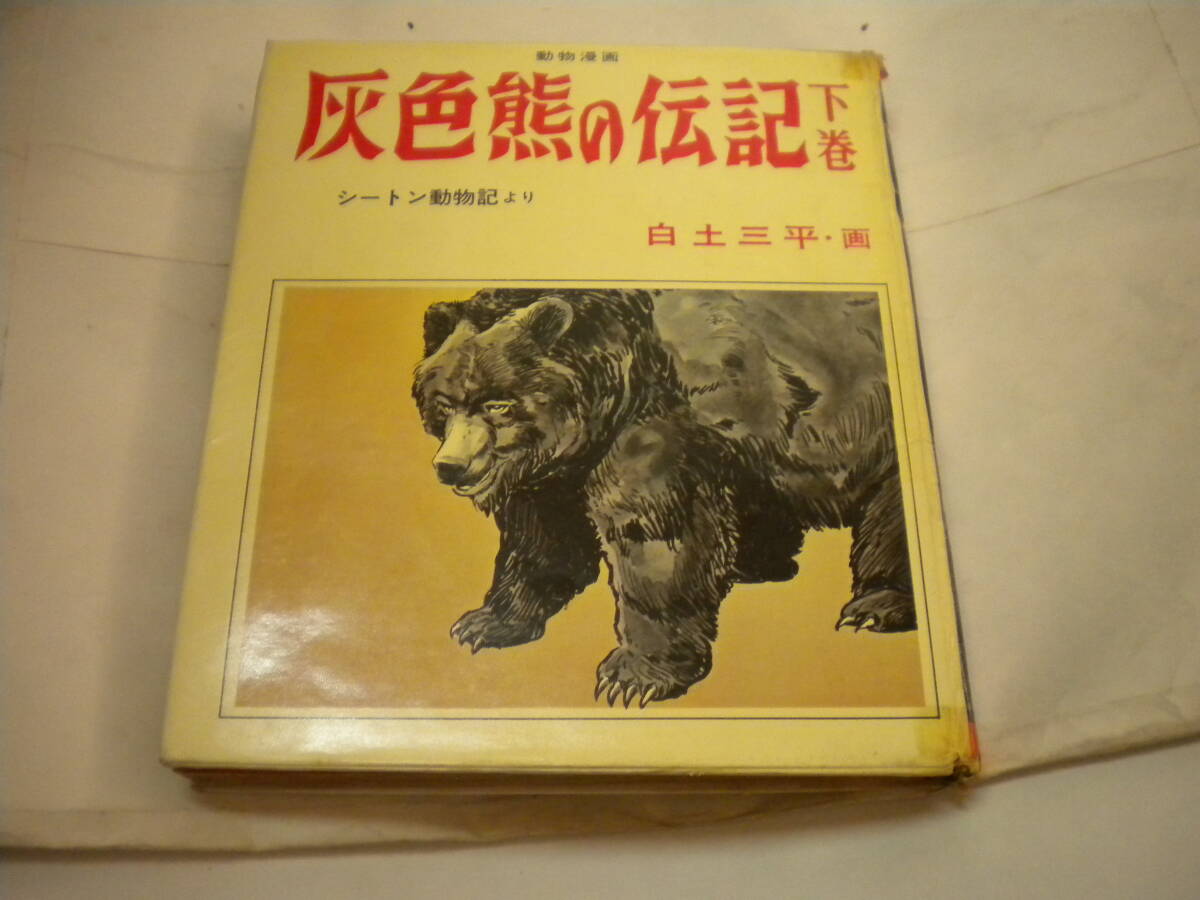 動物漫画
灰色熊の伝記 下巻
シートン動物記より
白土三平・画